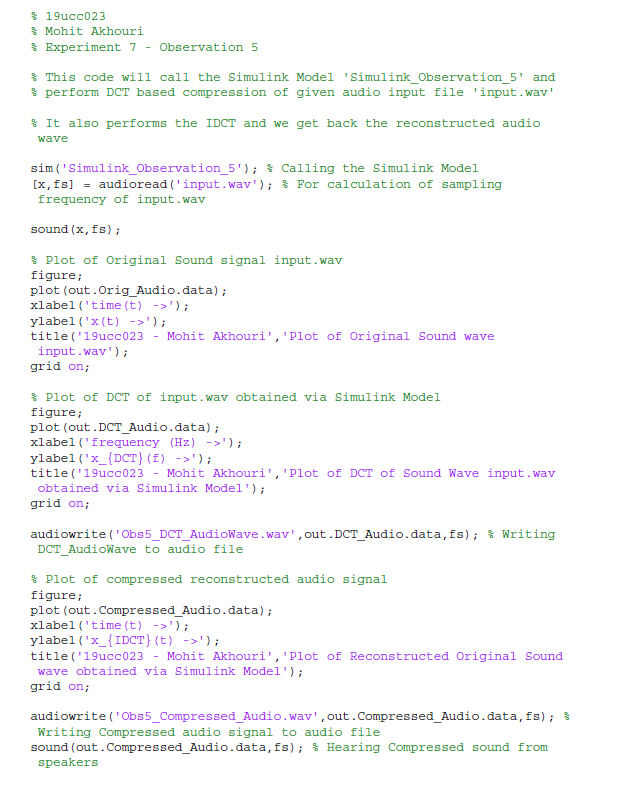 % 19ucc023
% Mohit Akhouri
% Experiment 7 - Observation 5
% This code will call the Simulink Model 'Simulink_Observation_5' and
% perform DCT based compression of given audio input file 'input.wav'
% It also performs the IDCT and we get back the reconstructed audio
wave
sim('Simulink_Observation_5'); % Calling the Simulink Model
[x,fs] = audioread('input.wav'); % For calculation of sampling
frequency of input.wav
sound(x,fs);
% Plot of Original Sound signal input.wav
figure;
plot(out.Orig_Audio.data);
xlabel('time(t) ->');
ylabel('x(t) ->');
title('19ucc023 - Mohit Akhouri','Plot of Original Sound wave
input.wav');
grid on;
% Plot of DCT of input.wav obtained via Simulink Model
figure;
plot(out.DCT_Audio.data);
xlabel('frequency (Hz) ->');
ylabel('x_{DCT}(f) ->');
title('19ucc023 - Mohit Akhouri','Plot of DCT of Sound Wave input.wav
obtained via Simulink Model');
grid on;
audiowrite('Obs5_DCT_AudioWave.wav',out.DCT_Audio.data,fs); % Writing
DCT_AudioWave to audio file
% Plot of compressed reconstructed audio signal
figure;
plot(out.Compressed_Audio.data);
xlabel('time(t) ->');
ylabel('x_{IDCT}(t) ->');
title('19ucc023 - Mohit Akhouri','Plot of Reconstructed Original Sound
wave obtained via Simulink Model');
grid on;
audiowrite('Obs5_Compressed_Audio.wav',out.Compressed_Audio.data,fs); %
Writing Compressed audio signal to audio file
sound(out.Compressed_Audio.data,fs); % Hearing Compressed sound from
speakers